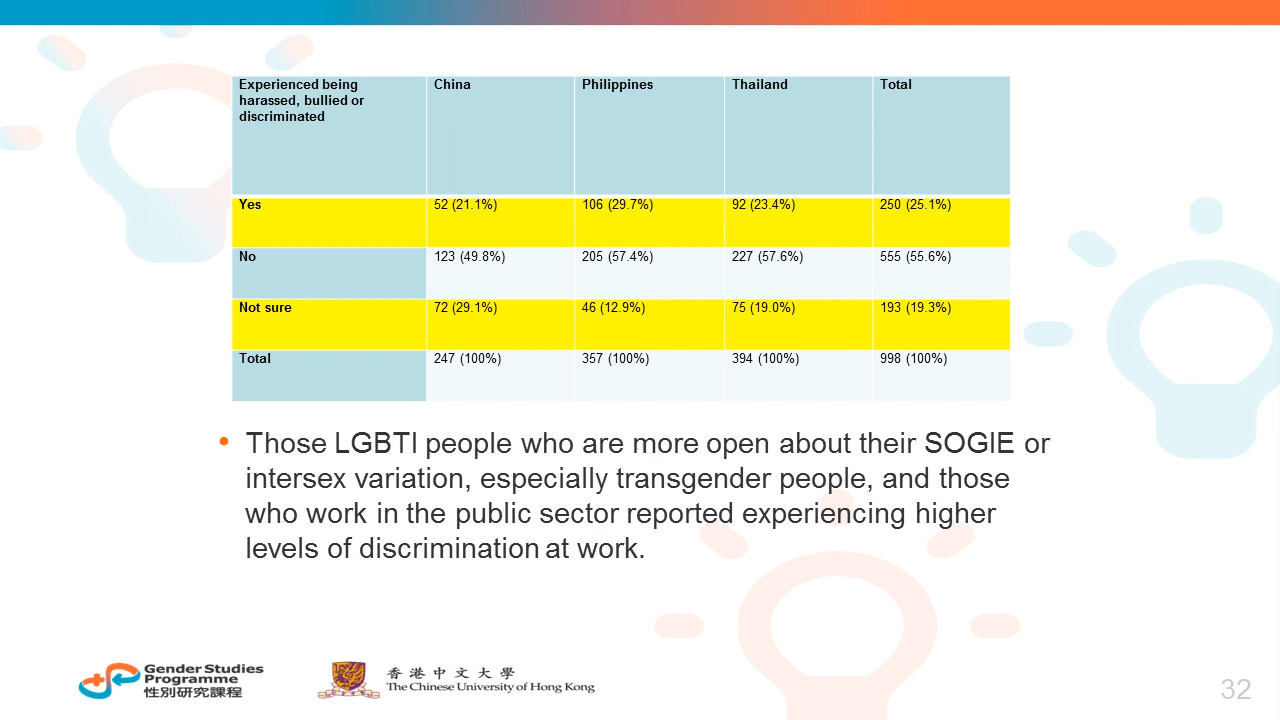 Experienced being
harassed, bullied or
discriminated
China
Philippines
Thailand
Total
Yes
52 (21.1%)
106 (29.7%)
92 (23.4%)
250 (25.1%)
No
123 (49.8%)
205 (57.4%)
227 (57.6%)
555 (55.6%)
Not sure
72 (29.1%)
46 (12.9%)
75 (19.0%)
193 (19.3%)
Total
247 (100%)
357 (100%)
394 (100%)
998 (100%)
• Those LGBTI people who are more open about their SOGIE or
intersex variation, especially transgender people, and those
who work in the public sector reported experiencing higher
levels of discrimination at work.
Gender Studies
Programme
性別研究課程
香港中文大學
The Chinese University of Hong Kong
32